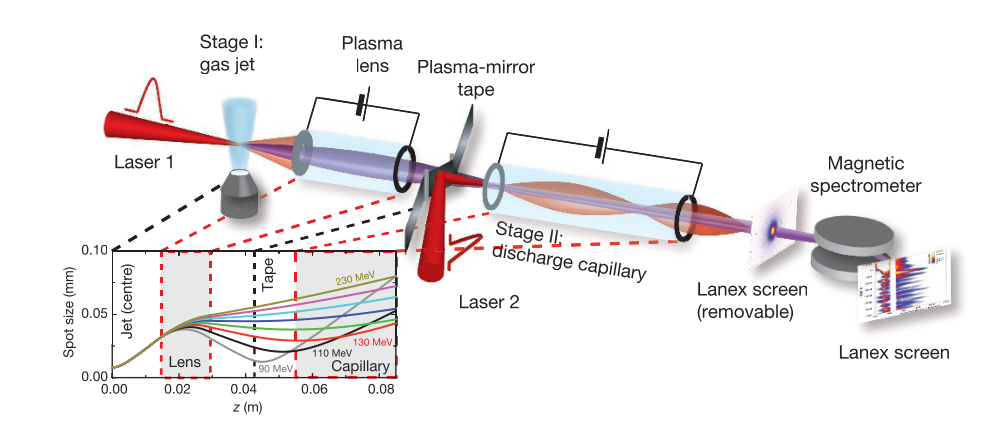 Stage I:
gas jet
Plasma
lens
Plasma-mirror
tape
Laser 1
Magnetic
spectrometer
Stage II:
discharge capillary
Laser 2
Lanex screen
(removable)
Lanex screen
0.10
0.05
0.00
Spot size (mm)
Jet (centre)
Lens
Tape
Capillary
230 MeV
130 MeV
110 MeV
90 MeV
0.00
0.02
0.04
0.06
0.08
z (m)